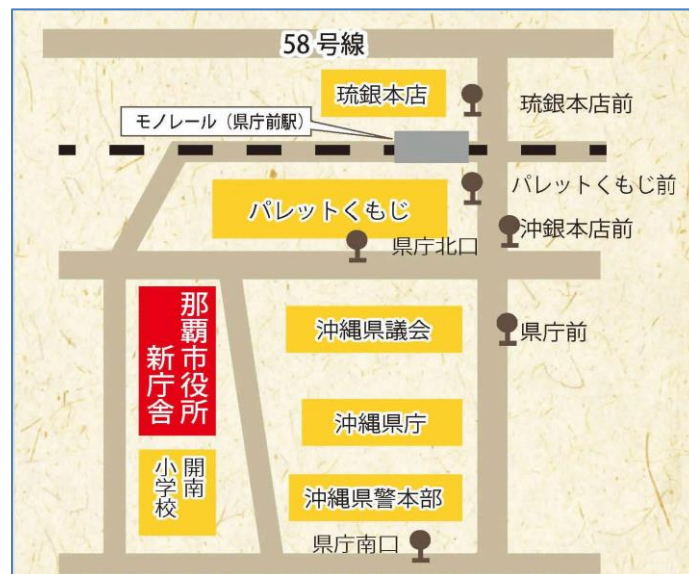 58号線
琉銀本店
琉銀本店前
モノレール（県庁前駅）
パレットくもじ前
パレットくもじ
沖銀本店前
県庁北口
那覇市役所
新庁舎
沖縄県議会
県庁前
沖縄県庁
開南
小学校
沖縄県警本部
県庁南口